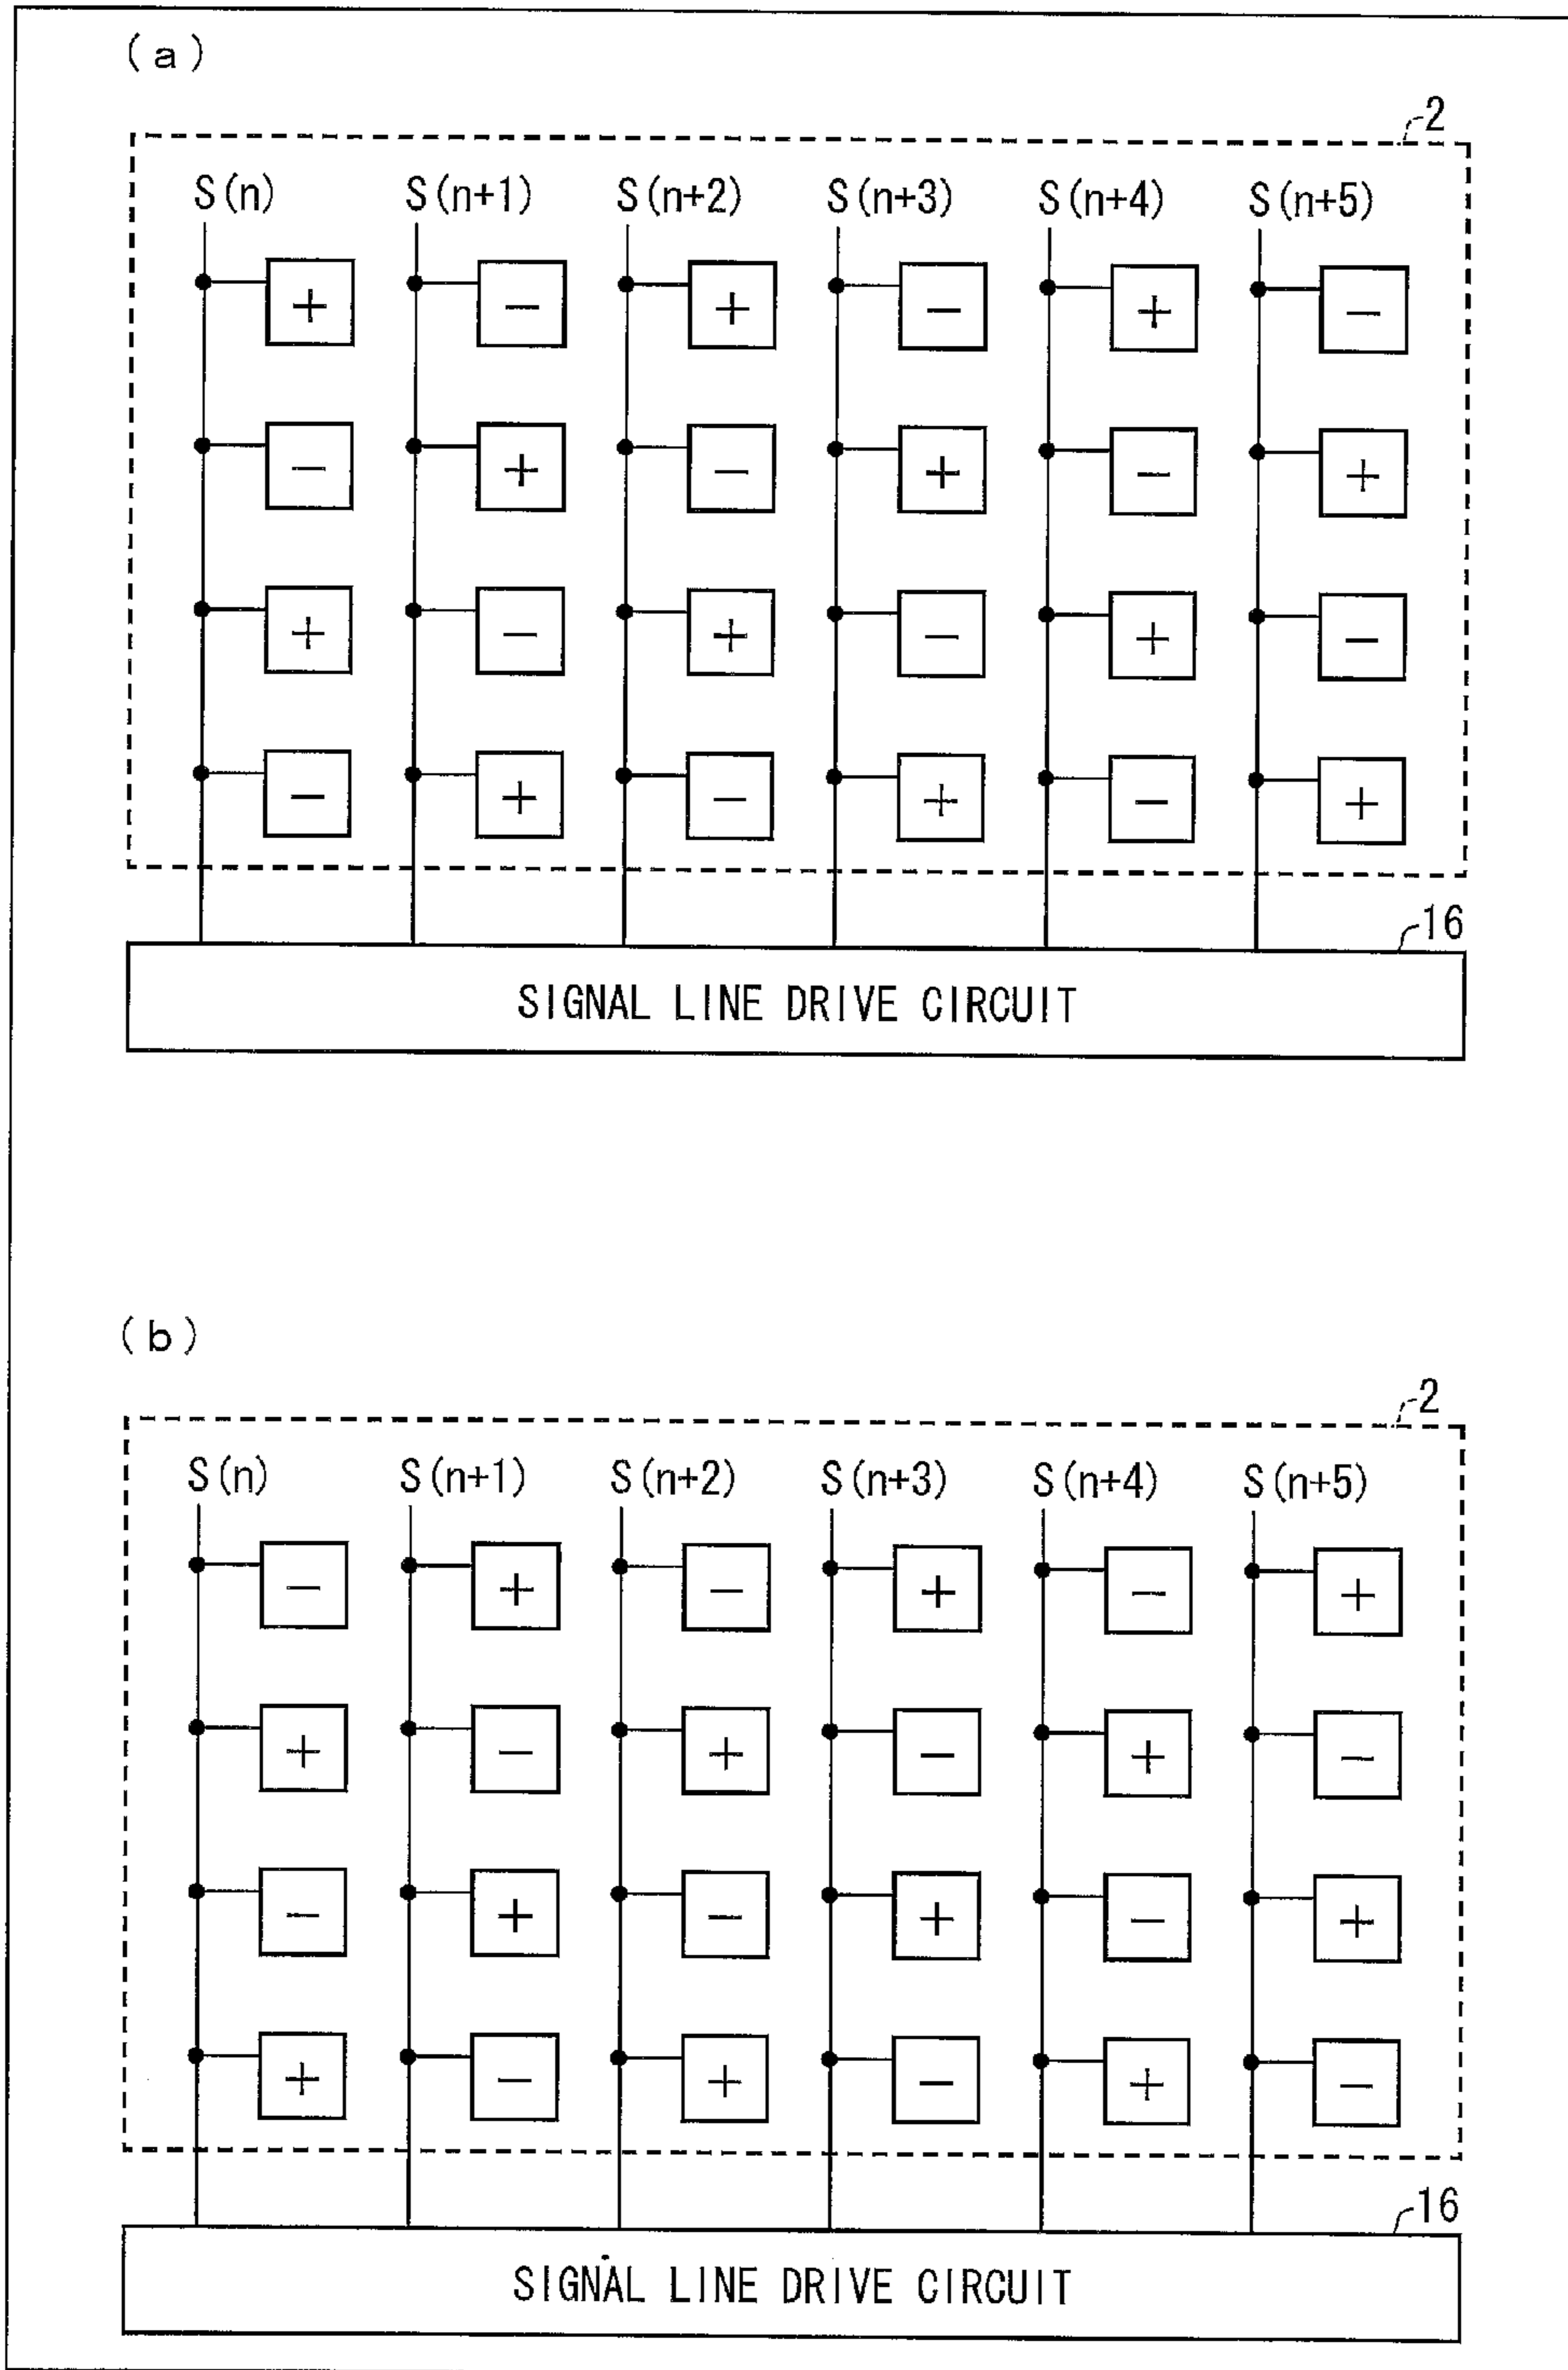 (a)
2
S(n) S(n+1) S(n+2) S(n+3) S(n+4) S(n+5)
+ − + − + −
− + − + − +
+ − + − + −
− + − + − +
16
SIGNAL LINE DRIVE CIRCUIT
(b)
2
S(n) S(n+1) S(n+2) S(n+3) S(n+4) S(n+5)
− + − + − +
+ − + − + −
− + − + − +
+ − + − + −
16
SIGNAL LINE DRIVE CIRCUIT